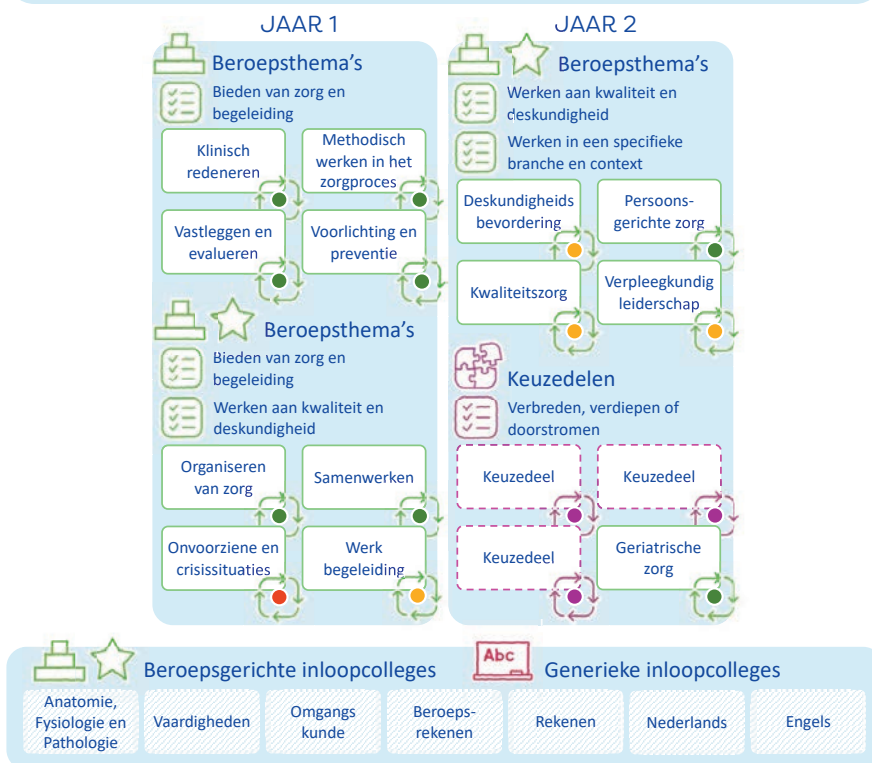 JAAR 1
Beroepsthema's
Bieden van zorg en
begeleiding
Klinisch
redeneren
Methodisch
werken in het
zorgproces
Vastleggen en
evalueren
Voorlichting en
preventie
Beroepsthema's
Bieden van zorg en
begeleiding
Werken aan kwaliteit en
deskundigheid
Organiseren
van zorg
Samenwerken
Onvoorziene en
crisissituaties
Werk
begeleiding
JAAR 2
Beroepsthema's
Werken aan kwaliteit en
deskundigheid
Werken in een specifieke
branche en context
Deskundigheids
bevordering
Persoons-
gerichte zorg
Kwaliteitszorg
Verpleegkundig
leiderschap
Keuzedelen
Verbreden, verdiepen of
doorstromen
Keuzedeel
Keuzedeel
Keuzedeel
Geriatrische
zorg
Beroepsgerichte inloopcolleges
Abc
Generieke inloopcolleges
Anatomie,
Fysiologie en
Pathologie
Vaardigheden
Omgangs
kunde
Beroeps-
rekenen
Rekenen
Nederlands
Engels